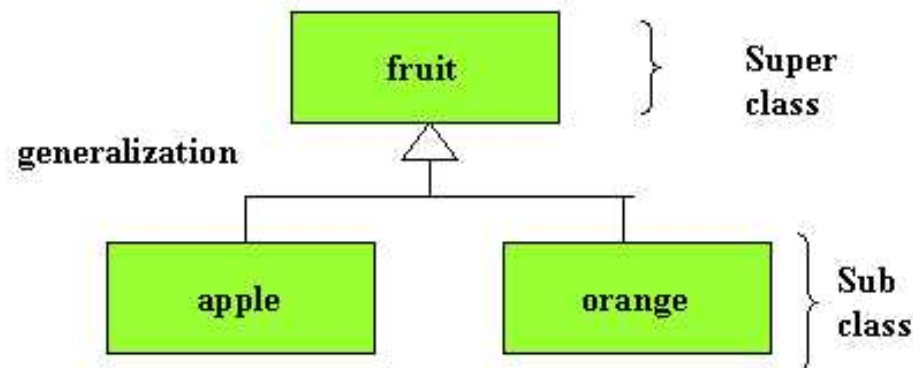 fruit
Super
class
generalization
apple
orange
Sub
class